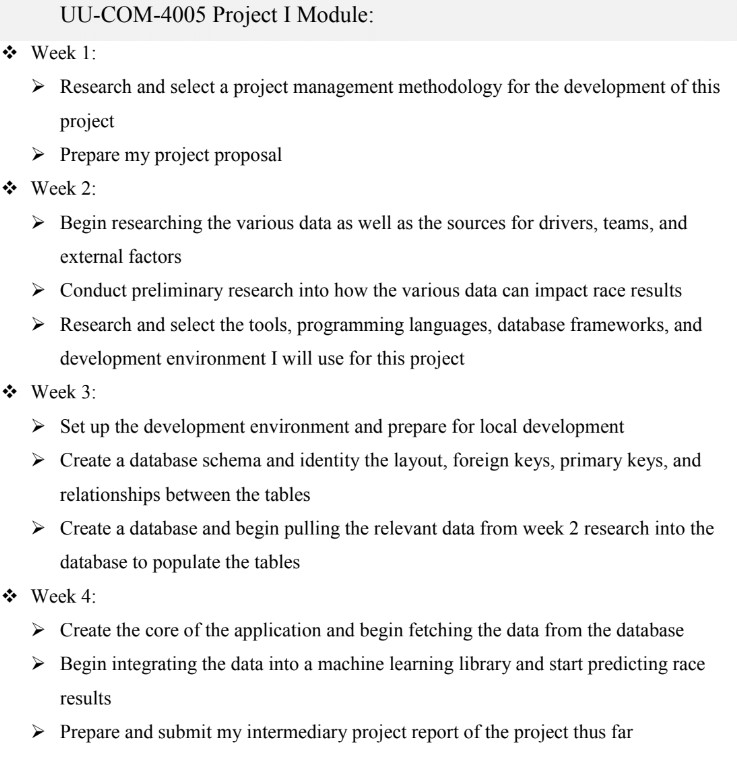 UU-COM-4005 Project I Module:
❖ Week 1:
➢ Research and select a project management methodology for the development of this
project
➢ Prepare my project proposal
❖ Week 2:
➢ Begin researching the various data as well as the sources for drivers, teams, and
external factors
➢ Conduct preliminary research into how the various data can impact race results
➢ Research and select the tools, programming languages, database frameworks, and
development environment I will use for this project
❖ Week 3:
➢ Set up the development environment and prepare for local development
➢ Create a database schema and identity the layout, foreign keys, primary keys, and
relationships between the tables
➢ Create a database and begin pulling the relevant data from week 2 research into the
database to populate the tables
❖ Week 4:
➢ Create the core of the application and begin fetching the data from the database
➢ Begin integrating the data into a machine learning library and start predicting race
results
➢ Prepare and submit my intermediary project report of the project thus far